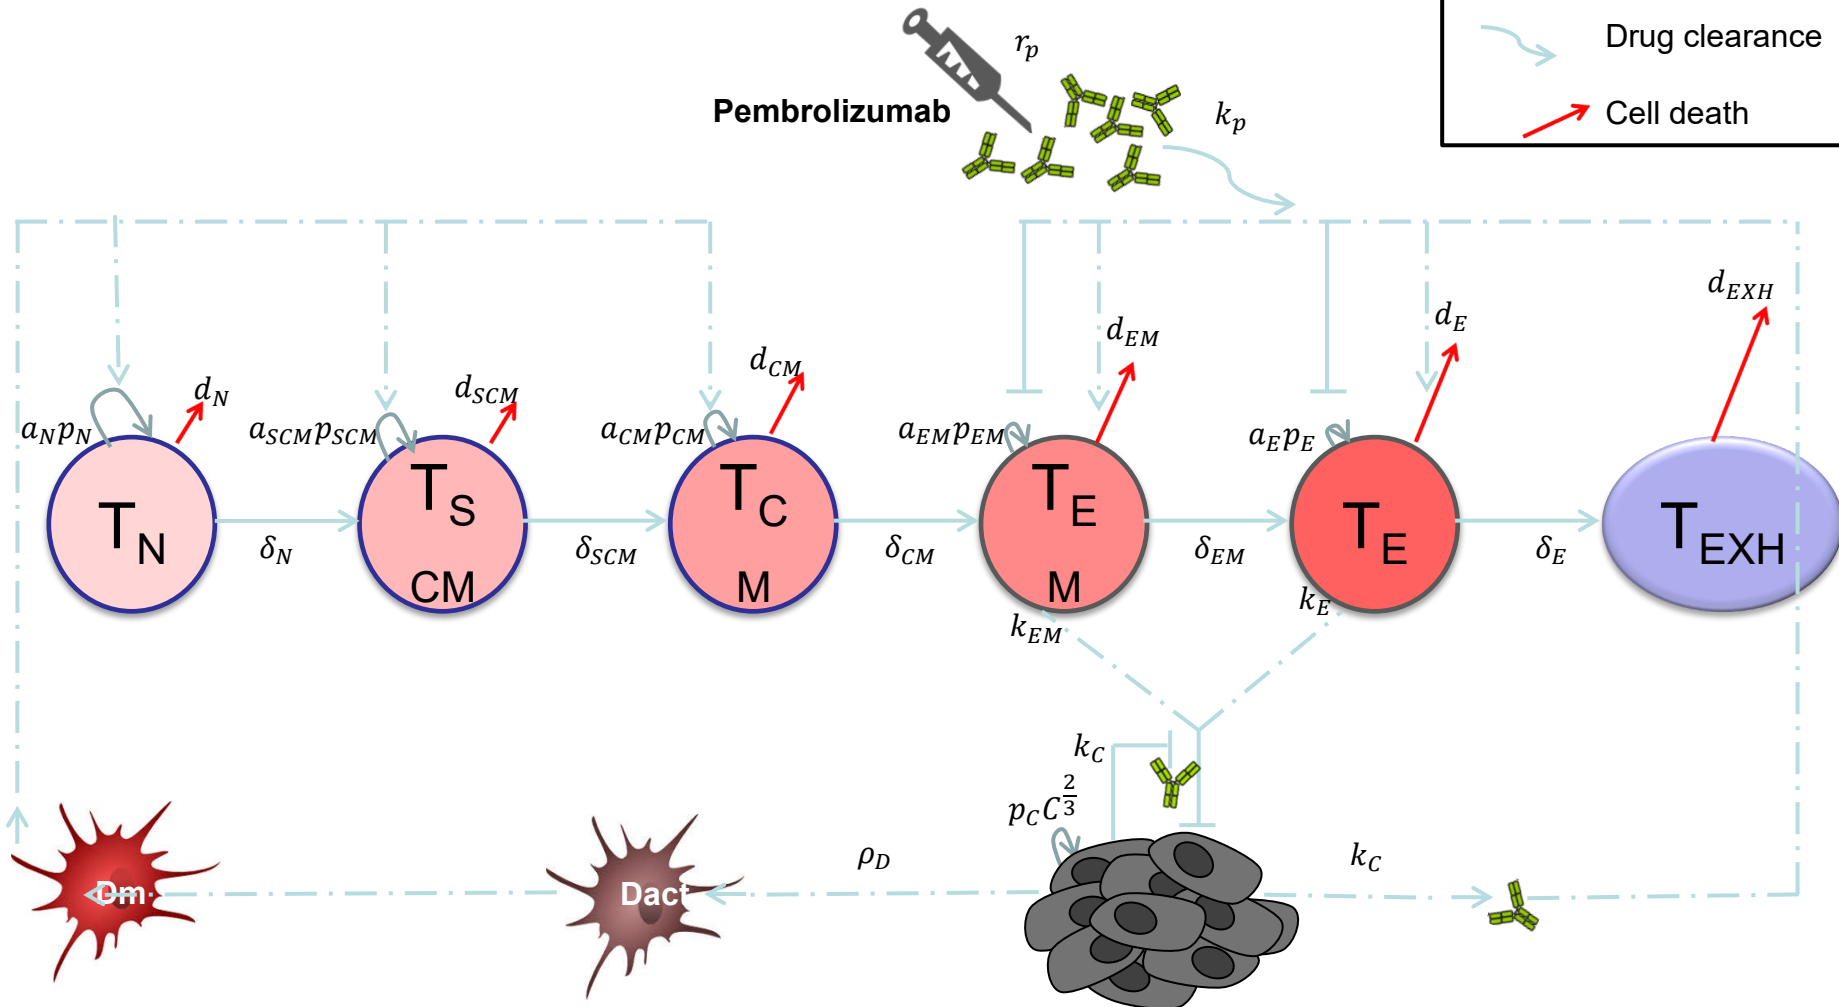 Drug clearance
Cell death
Pembrolizumab
r_p
k_p
d_N
d_SCM
d_CM
d_EM
d_E
d_EXH
a_N p_N
a_SCM p_SCM
a_CM p_CM
a_EM p_EM
a_E p_E
T_N
T_S
CM
T_C
M
T_E
M
T_E
T_EXH
δ_N
δ_SCM
δ_CM
δ_EM
δ_E
k_EM
k_E
k_C
p_C C^{2/3}
Dm
Dact
ρ_D
k_C